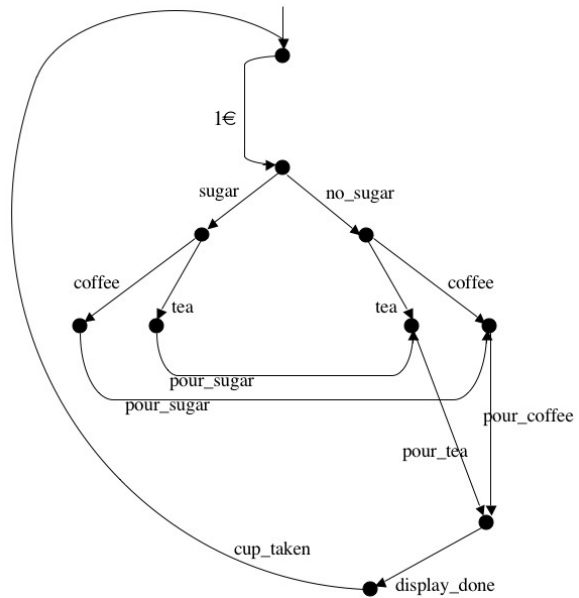 1€
sugar
no_sugar
coffee
coffee
tea
tea
pour_sugar
pour_sugar
pour_coffee
pour_tea
cup_taken
display_done